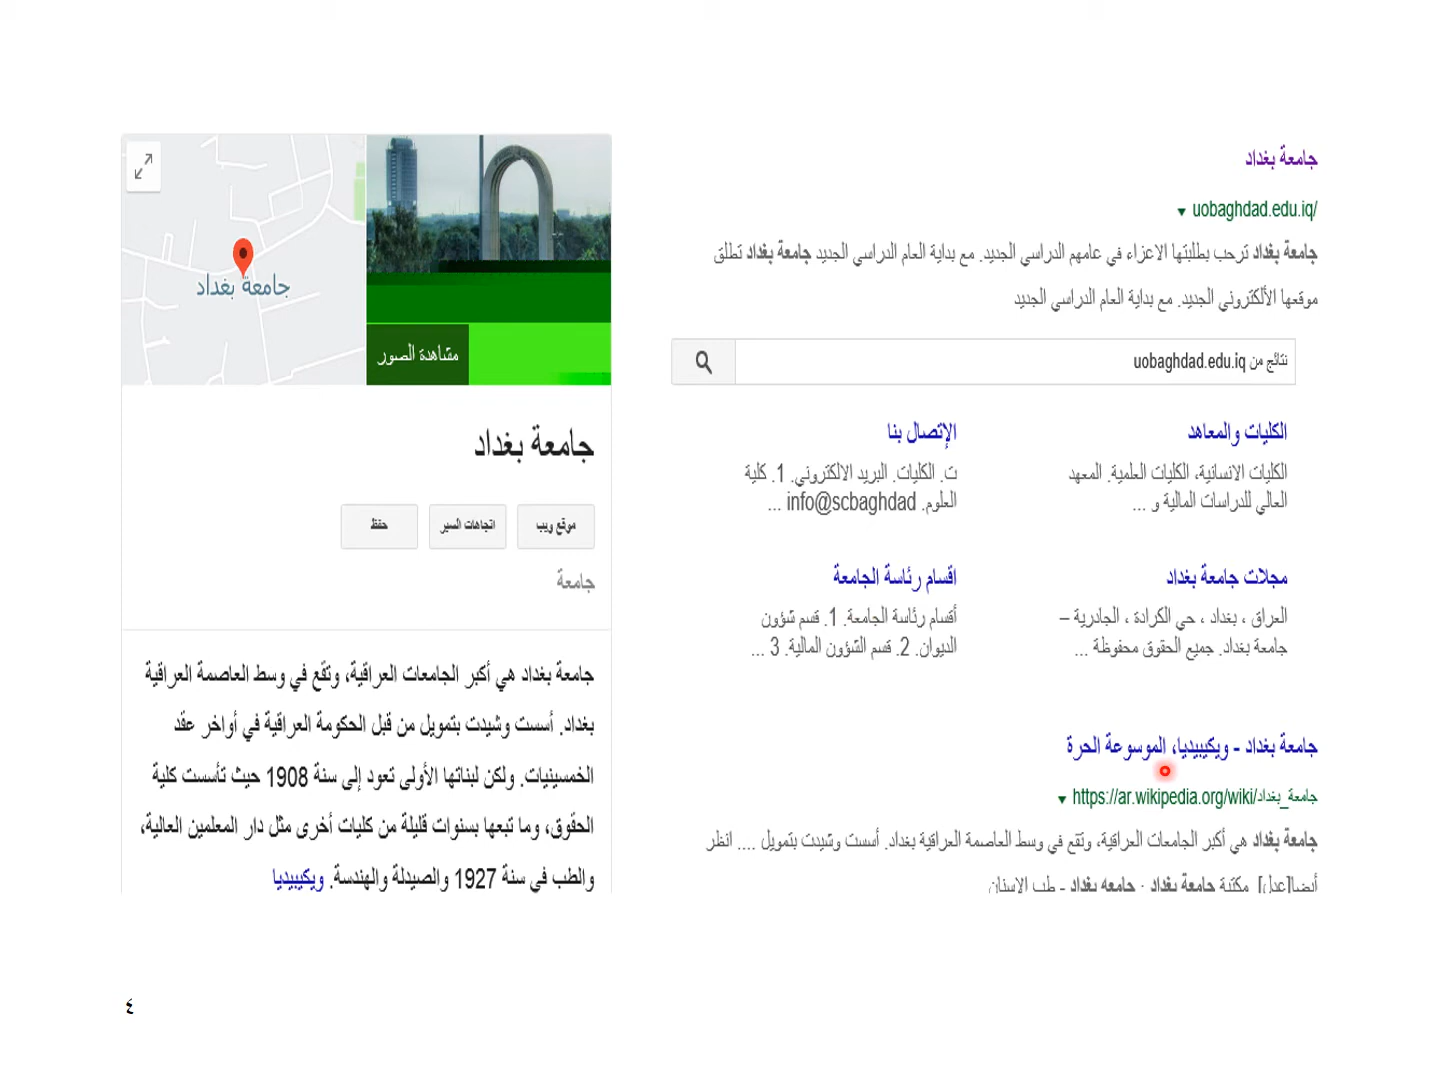 جامعة بغداد
uobaghdad.edu.iq/
جامعة بغداد ترحب بطلبتها الاعزاء في عامهم الدراسي الجديد. مع بداية العام الدراسي الجديد جامعة بغداد تطلق
موقعها الألكتروني الجديد. مع بداية العام الدراسي الجديد
نتائج من uobaghdad.edu.iq
الكليات والمعاهد
الكليات الانسانية، الكليات العلمية. المعهد
العالي للدراسات المالية و ...
الإتصال بنا
ت. الكليات. البريد الالكتروني. 1. كلية
العلوم. info@scbaghdad ...
مجلات جامعة بغداد
العراق ، بغداد ، حي الكرادة ، الجادرية –
جامعة بغداد. جميع الحقوق محفوظة ...
اقسام رئاسة الجامعة
أقسام رئاسة الجامعة. 1. قسم شؤون
الديوان. 2. قسم الشؤون المالية. 3 ...
جامعة بغداد - ويكيبيديا، الموسوعة الحرة
https://ar.wikipedia.org/wiki/جامعة_بغداد
جامعة بغداد هي أكبر الجامعات العراقية، وتقع في وسط العاصمة العراقية بغداد. أسست وشيدت بتمويل .... انظر
أيضا[عدل]. مكتبة جامعة بغداد · جامعه بغداد - طب الاسنان
جامعة بغداد
مشاهدة الصور
جامعة بغداد
موقع ويب
اتجاهات السير
حفظ
جامعة
جامعة بغداد هي أكبر الجامعات العراقية، وتقع في وسط العاصمة العراقية
بغداد. أسست وشيدت بتمويل من قبل الحكومة العراقية في أواخر عقد
الخمسينيات. ولكن لبناتها الأولى تعود إلى سنة 1908 حيث تأسست كلية
الحقوق، وما تبعها بسنوات قليلة من كليات أخرى مثل دار المعلمين العالية،
والطب في سنة 1927 والصيدلة والهندسة. ويكيبيديا
٤